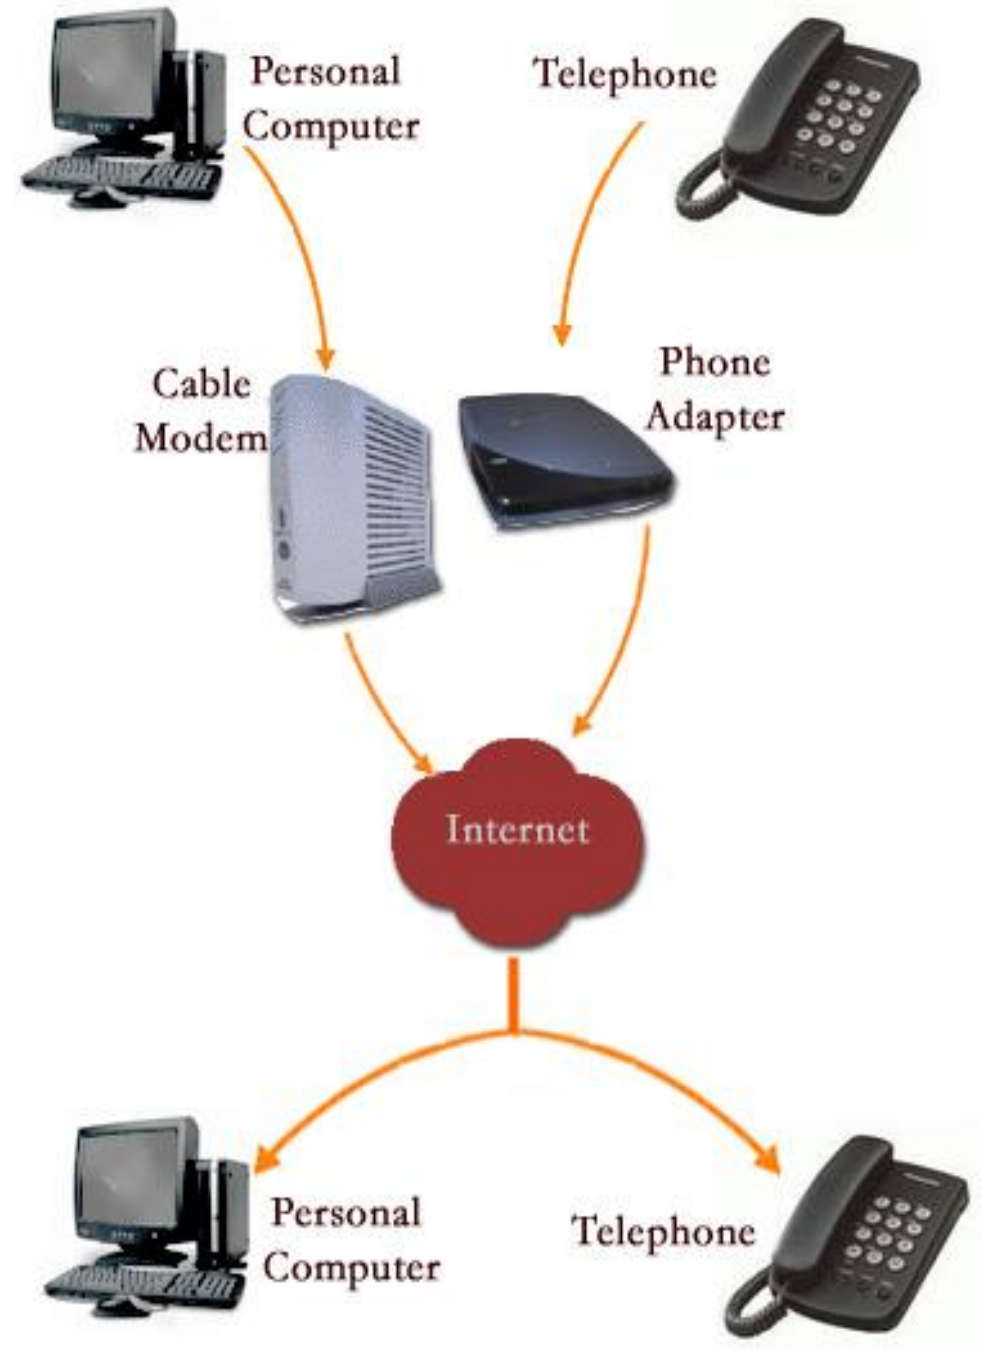 Personal
Computer
Telephone
Cable
Modem
Phone
Adapter
Internet
Personal
Computer
Telephone